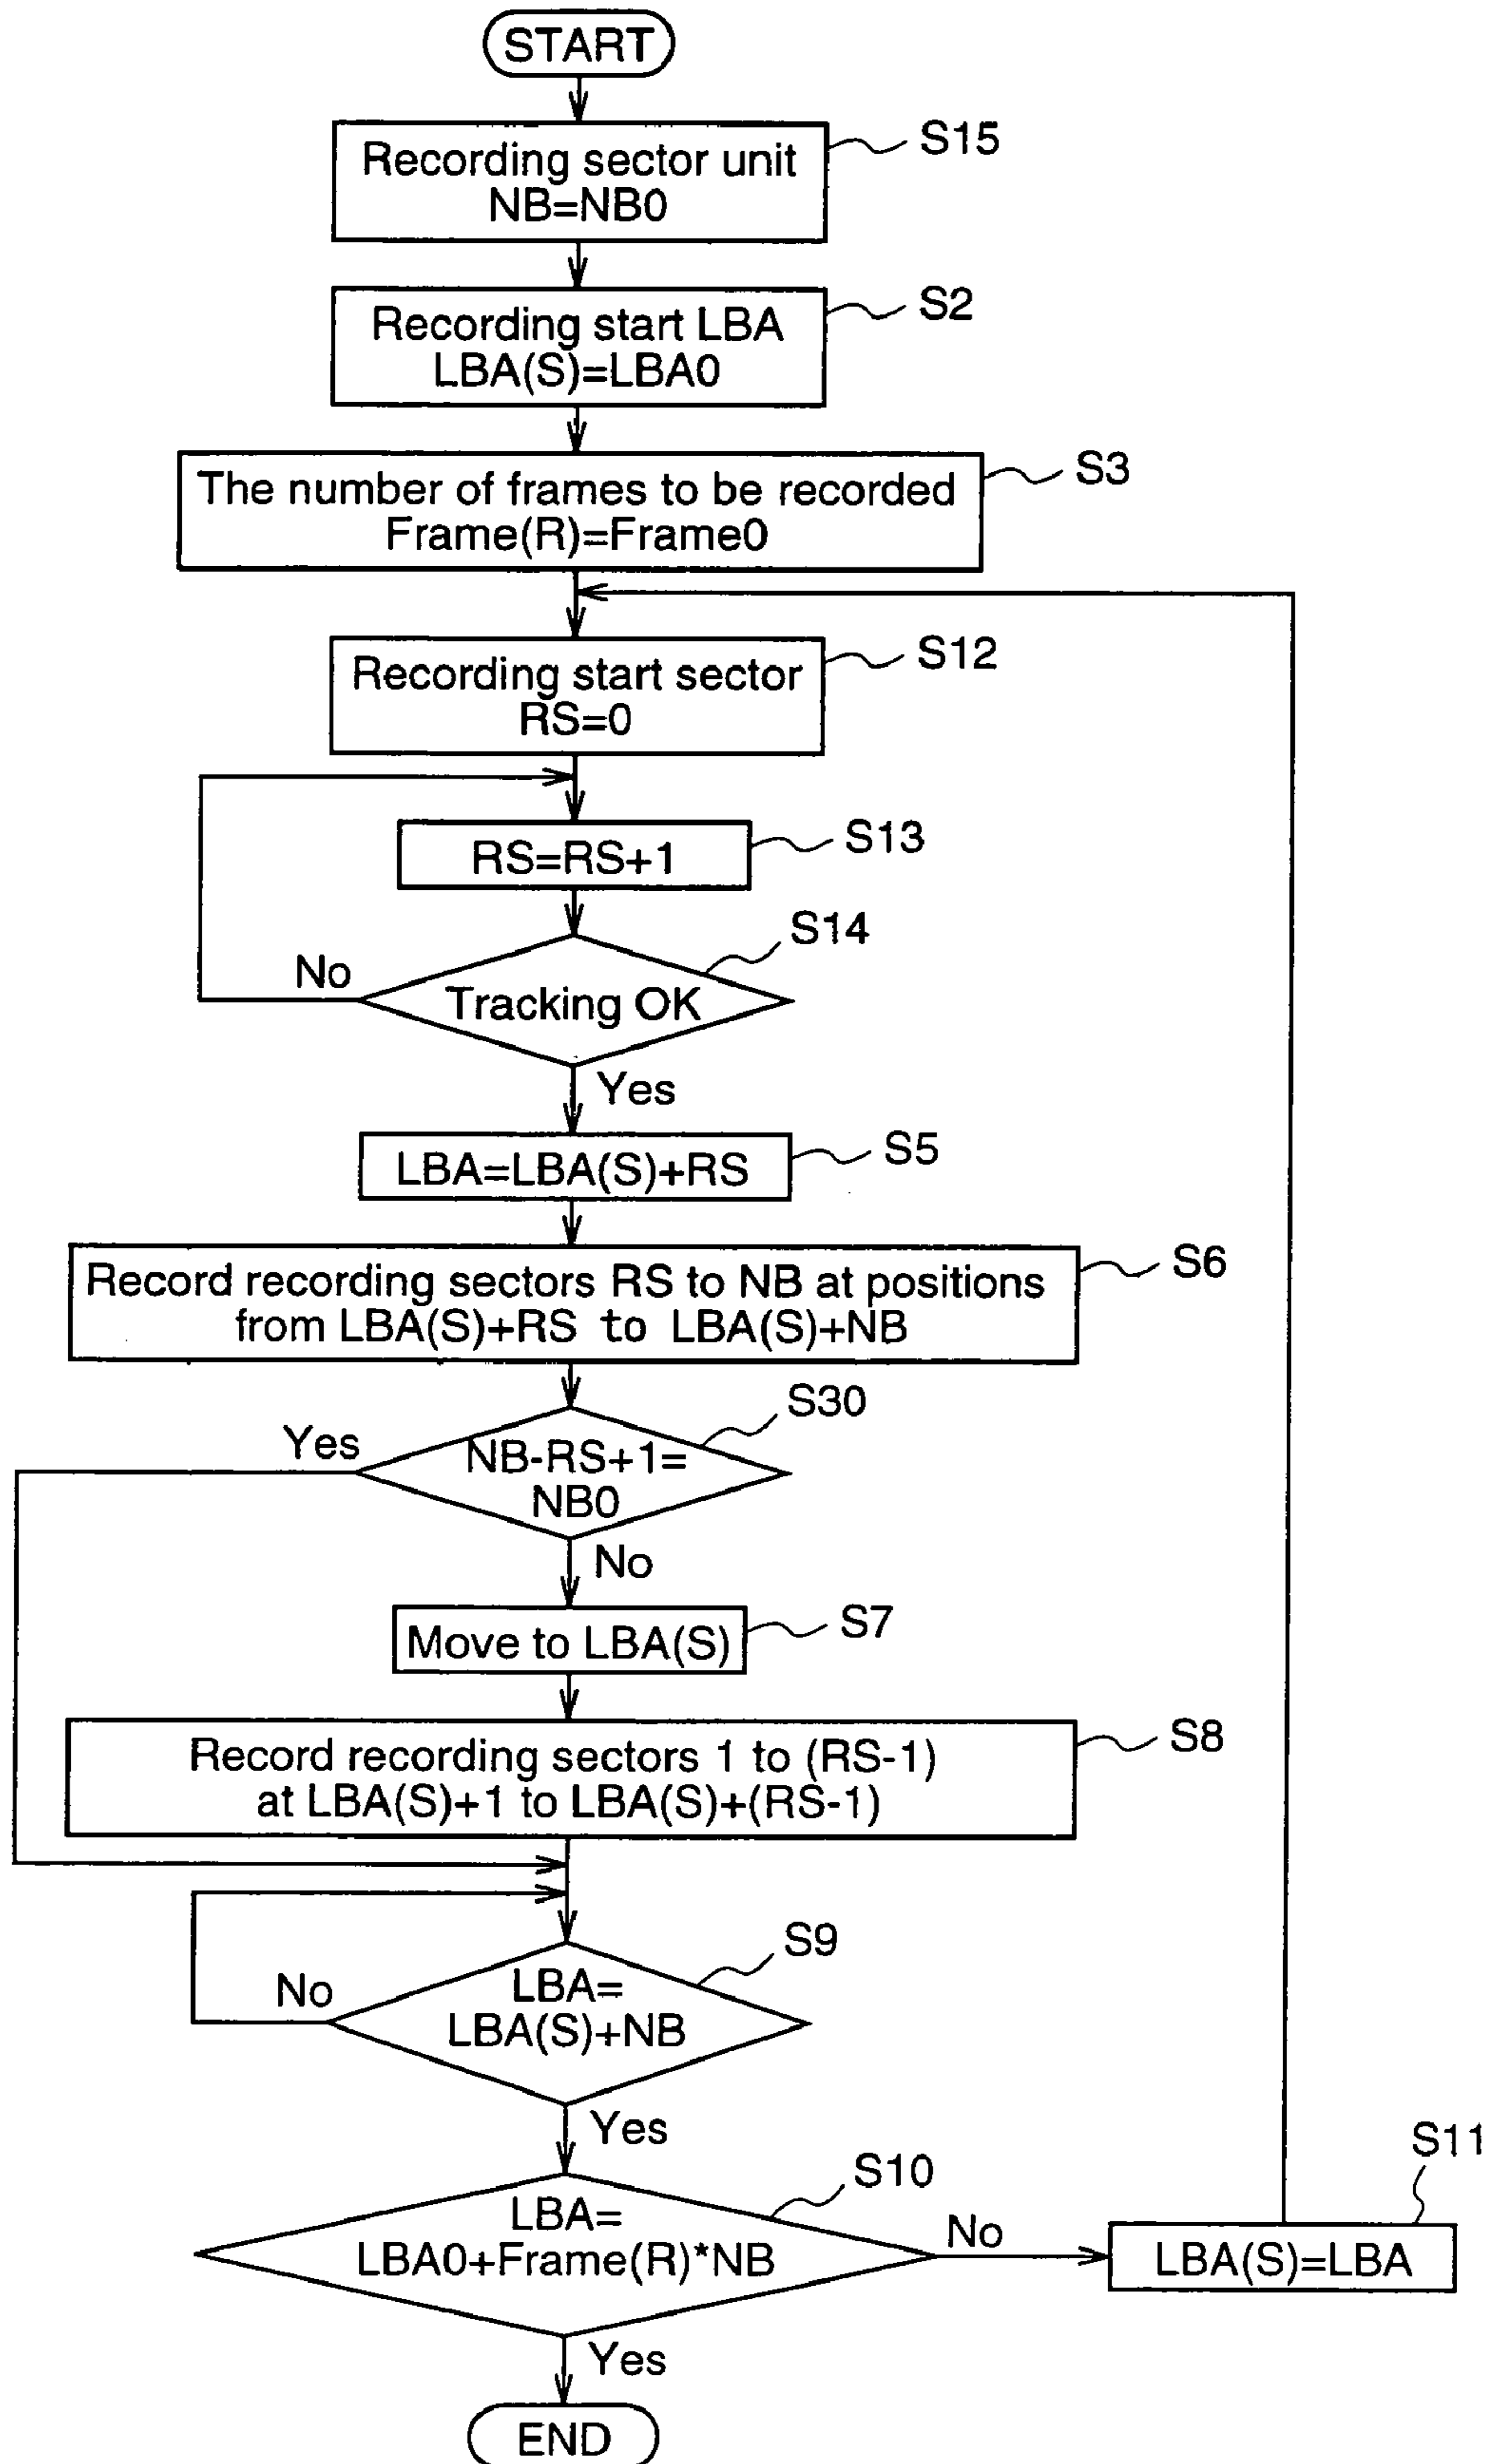 START
Recording sector unit
NB=NB0
S15
Recording start LBA
LBA(S)=LBA0
S2
The number of frames to be recorded
Frame(R)=Frame0
S3
Recording start sector
RS=0
S12
RS=RS+1
S13
S14
No
Tracking OK
Yes
LBA=LBA(S)+RS
S5
Record recording sectors RS to NB at positions
from LBA(S)+RS to LBA(S)+NB
S6
S30
Yes
NB-RS+1=
NB0
No
Move to LBA(S)
S7
Record recording sectors 1 to (RS-1)
at LBA(S)+1 to LBA(S)+(RS-1)
S8
S9
No
LBA=
LBA(S)+NB
Yes
S10
LBA=
LBA0+Frame(R)*NB
No
S11
LBA(S)=LBA
Yes
END